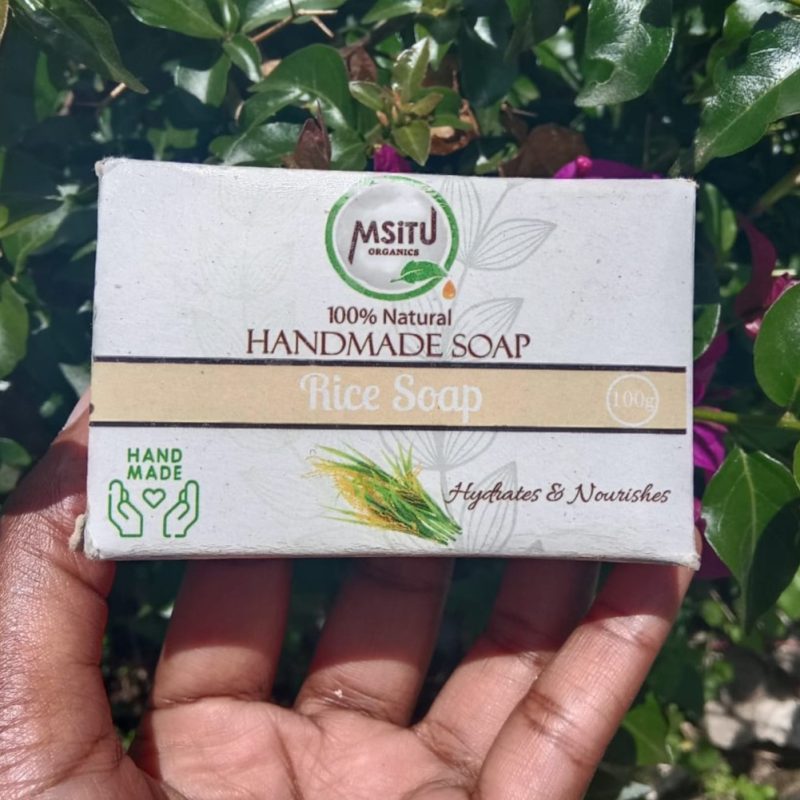 MSiTU
ORGANICS
100% Natural
HANDMADE SOAP
Rice Soap
100g
HAND
MADE
Hydrates & Nourishes